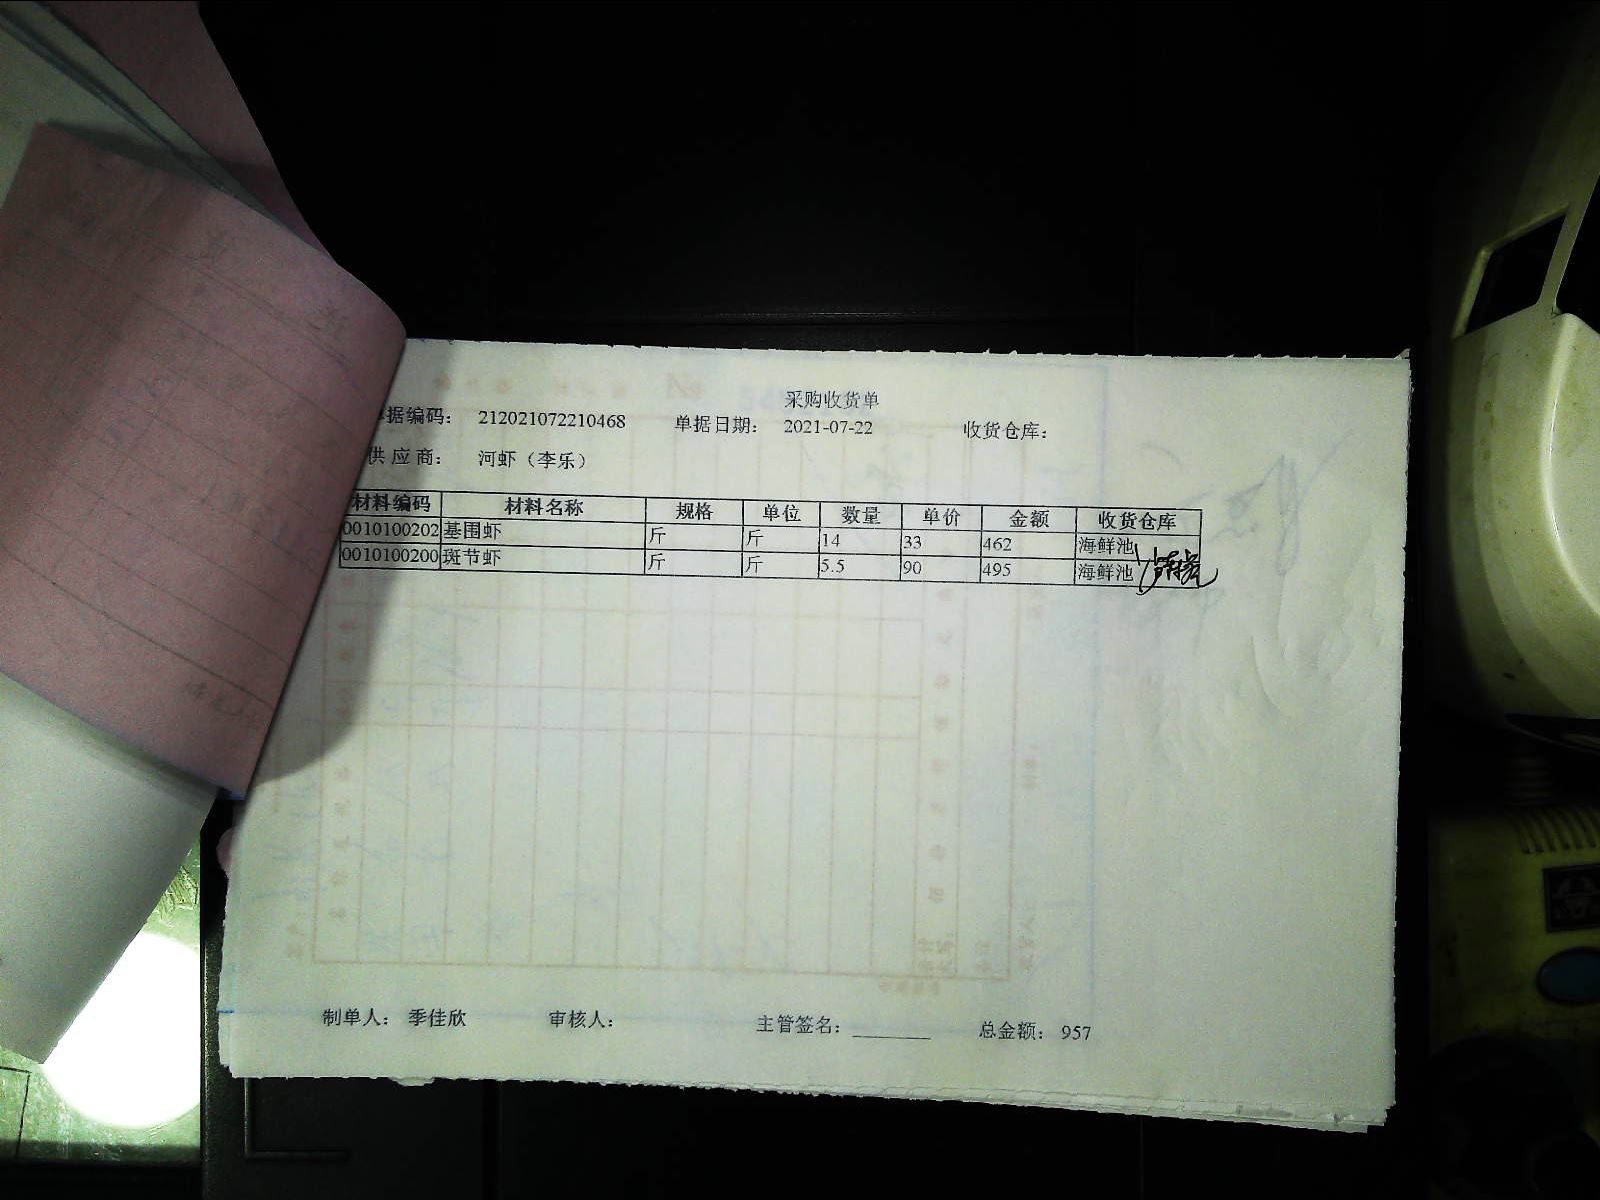 采购收货单
单据编码： 212021072210468 单据日期： 2021-07-22 收货仓库：
供应商： 河虾（李乐）
材料编码 材料名称 规格 单位 数量 单价 金额 收货仓库
0010100202 基围虾 斤 斤 14 33 462 海鲜池
0010100200 斑节虾 斤 斤 5.5 90 495 海鲜池
制单人： 季佳欣 审核人： 主管签名： 总金额： 957